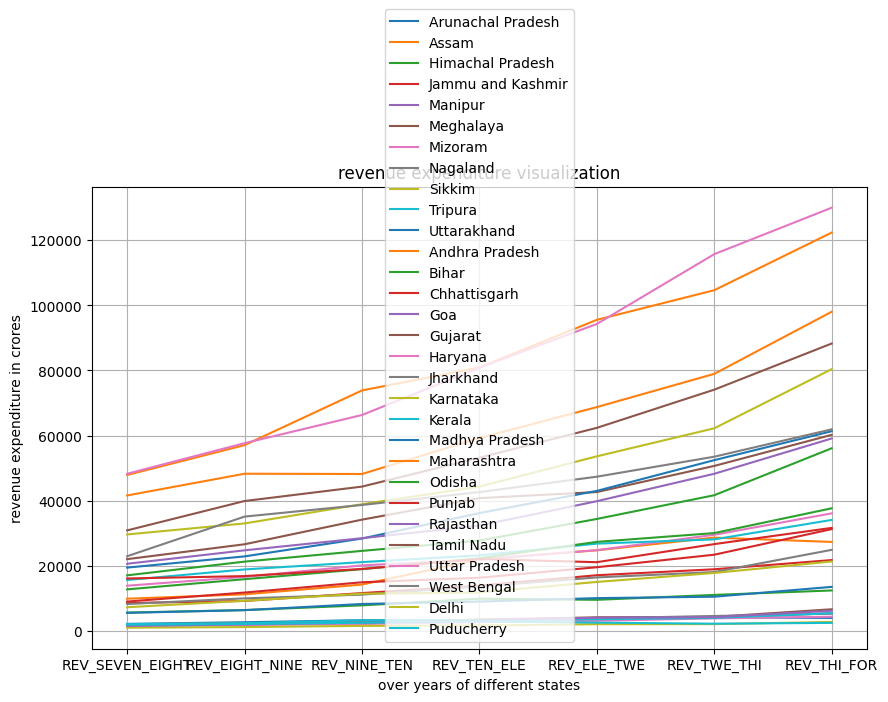 Arunachal Pradesh
Assam
Himachal Pradesh
Jammu and Kashmir
Manipur
Meghalaya
Mizoram
Nagaland
revenue expenditure visualization
Sikkim
Tripura
Uttarakhand
Andhra Pradesh
Bihar
Chhattisgarh
Goa
Gujarat
Haryana
Jharkhand
Karnataka
Kerala
Madhya Pradesh
Maharashtra
Odisha
Punjab
Rajasthan
Tamil Nadu
Uttar Pradesh
West Bengal
Delhi
Puducherry
120000
100000
80000
60000
40000
20000
0
revenue expenditure in crores
REV_SEVEN_EIGHT REV_EIGHT_NINE REV_NINE_TEN REV_TEN_ELE REV_ELE_TWE REV_TWE_THI REV_THI_FOR
over years of different states